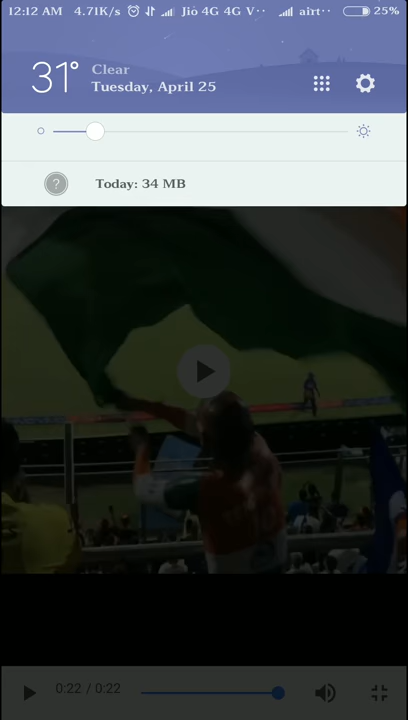 12:12 AM 4.71K/s Jio 4G 4G V·· airt·· 25%
31° Clear
Tuesday, April 25
? Today: 34 MB
0:22 / 0:22